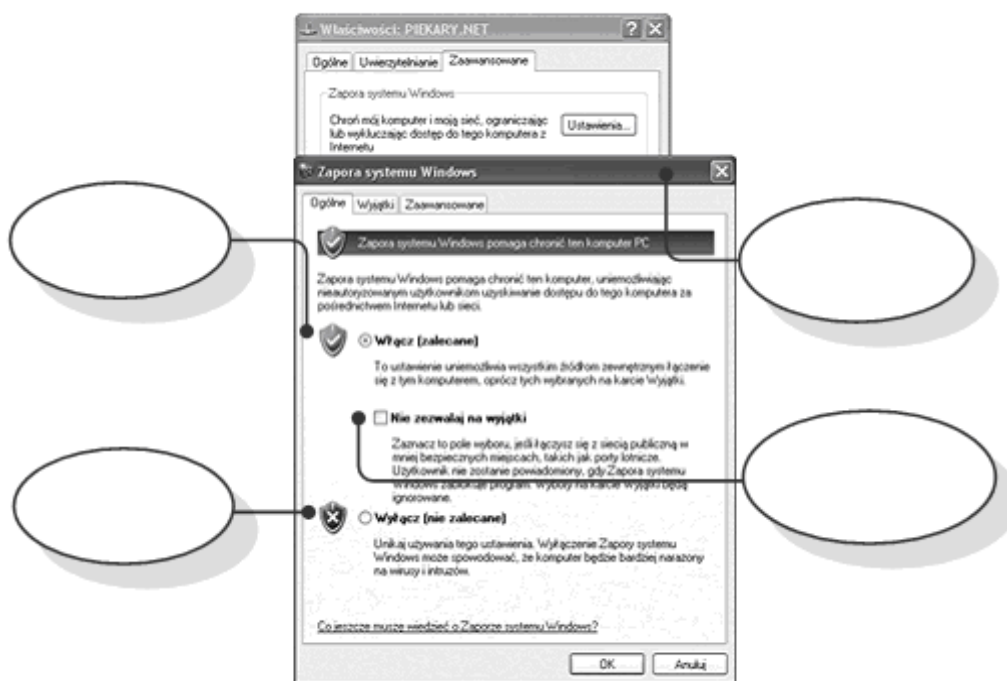 Właściwości: PIEKARY.NET
Ogólne Uwierzytelnianie Zaawansowane
Zapora systemu Windows
Chroń mój komputer i moją sieć, ograniczając
lub wykluczając dostęp do tego komputera z
Internetu
Ustawienia...
Zapora systemu Windows
Ogólne Wyjątki Zaawansowane
Zapora systemu Windows pomaga chronić ten komputer PC
Zapora systemu Windows pomaga chronić ten komputer, uniemożliwiając
nieautoryzowanym użytkownikom uzyskiwanie dostępu do tego komputera za
pośrednictwem Internetu lub sieci.
Włącz (zalecane)
To ustawienie uniemożliwia wszystkim źródłom zewnętrznym łączenie
się z tym komputerem, oprócz tych wybranych na karcie Wyjątki.
Nie zezwalaj na wyjątki
Zaznacz to pole wyboru, jeśli łączysz się z siecią publiczną w
mniej bezpiecznych miejscach, takich jak porty lotnicze.
Użytkownik nie zostanie powiadomiony, gdy Zapora systemu
Windows zablokuje program. Wybory na karcie Wyjątki będą
ignorowane.
Wyłącz (nie zalecane)
Unikaj używania tego ustawienia. Wyłączenie Zapory systemu
Windows może spowodować, że komputer będzie bardziej narażony
na wirusy i intruzów.
Co jeszcze muszę wiedzieć o Zaporze systemu Windows?
OK Anuluj